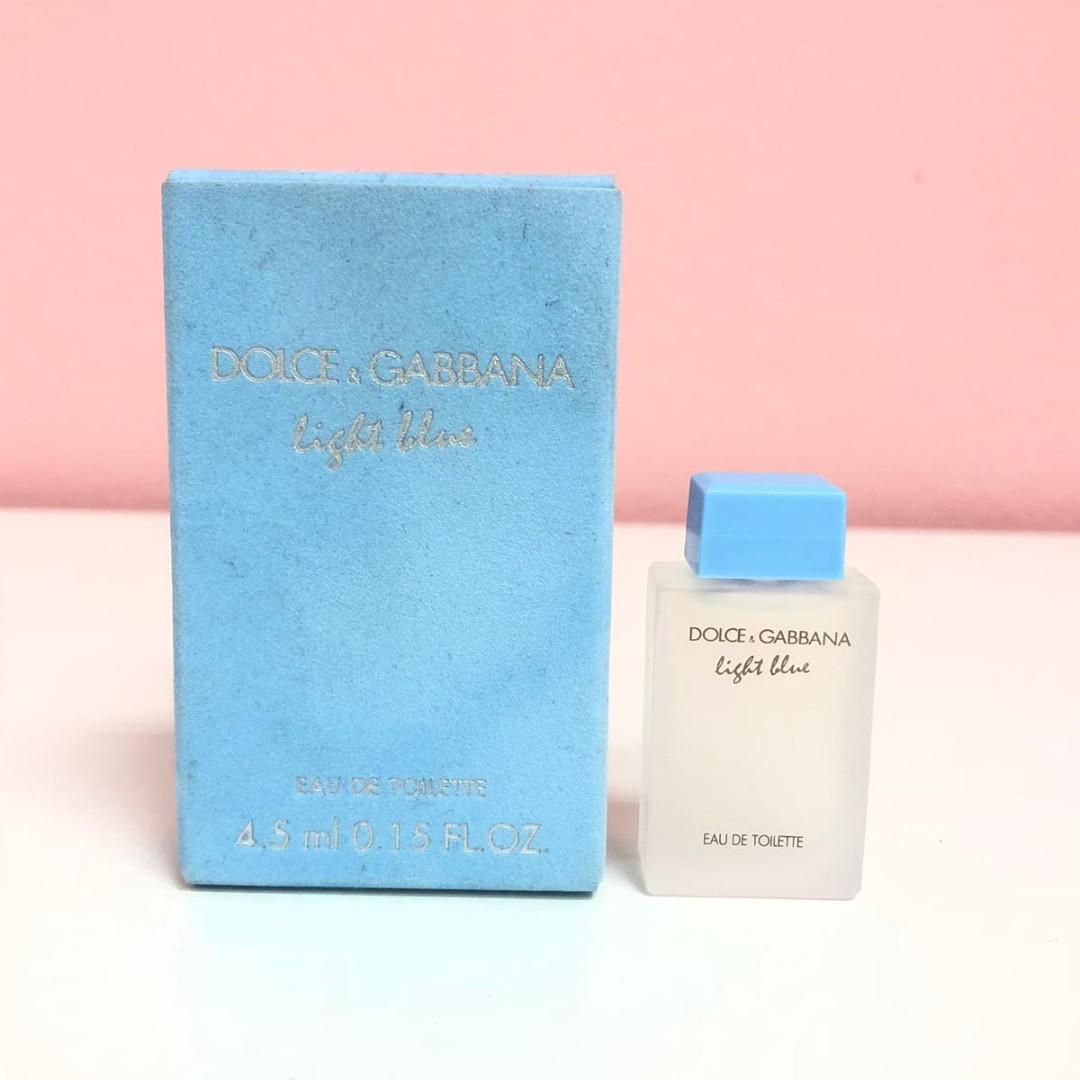 DOLCE & GABBANA
light blue
EAU DE TOILETTE
4.5 ml 0.15 FL.OZ.
DOLCE & GABBANA
light blue
EAU DE TOILETTE